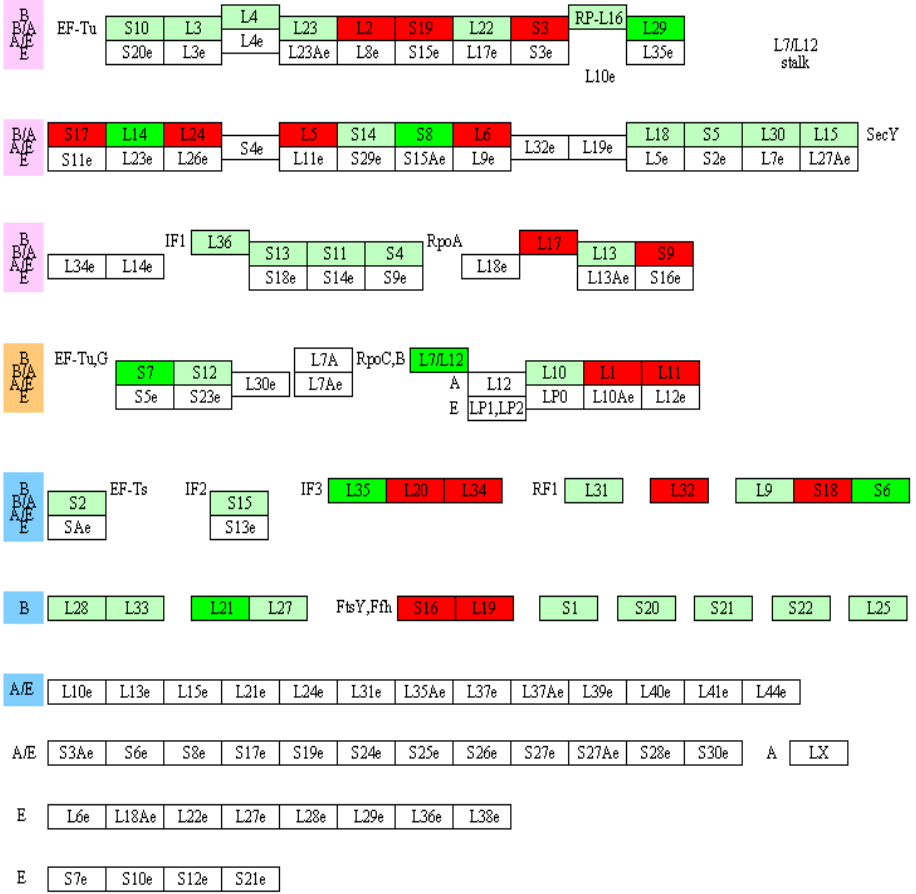 B
B/A
A/E
E
EF-Tu S10 L3 L4 L23 L2 S19 L22 S3 RP-L16 L29
S20e L3e L4e L23Ae L8e S15e L17e S3e L10e L35e
L7/L12
stalk
B/A
A/E
E
S17 L14 L24 S4e L5 S14 S8 L6 L32e L19e L18 S5 L30 L15 SecY
S11e L23e L26e L11e S29e S15Ae L9e L5e S2e L7e L27Ae
B
B/A
A/E
E
IF1 L36 RpoA L17
S13 S11 S4 L13 S9
L34e L14e S18e S14e S9e L18e L13Ae S16e
B
B/A
A/E
E
EF-Tu,G L7A RpoC,B L7/L12
S7 S12 L30e L7Ae A L12 L10 L1 L11
S5e S23e E LP1,LP2 LP0 L10Ae L12e
B
B/A
A/E
E
EF-Ts IF2 IF3 L35 L20 L34 RF1 L31 L32 L9 S18 S6
S2 S15
SAe S13e
B L28 L33 L21 L27 FtsY,Ffh S16 L19 S1 S20 S21 S22 L25
A/E L10e L13e L15e L21e L24e L31e L35Ae L37e L37Ae L39e L40e L41e L44e
A/E S3Ae S6e S8e S17e S19e S24e S25e S26e S27e S27Ae S28e S30e A LX
E L6e L18Ae L22e L27e L28e L29e L36e L38e
E S7e S10e S12e S21e